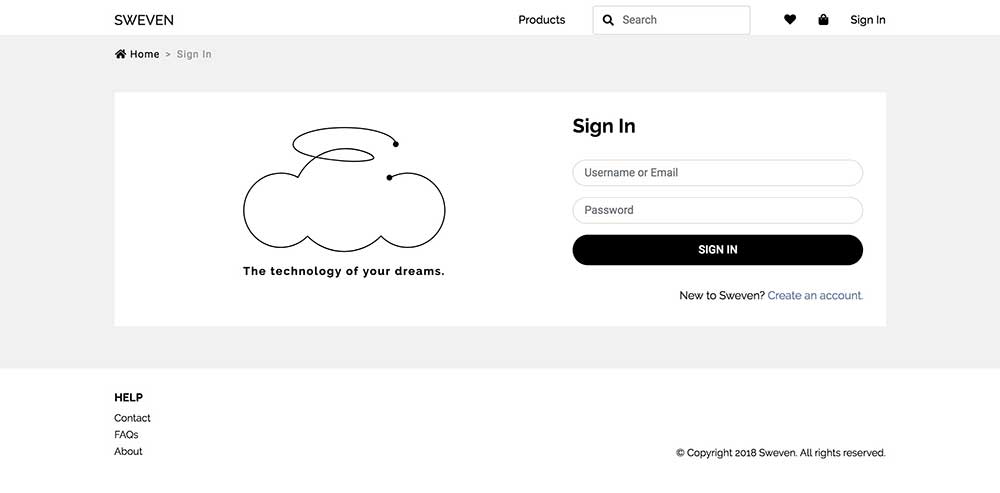 SWEVEN Products Search Sign In
Home > Sign In
Sign In
Username or Email
Password
SIGN IN
New to Sweven? Create an account.
The technology of your dreams.
HELP
Contact
FAQs
About
© Copyright 2018 Sweven. All rights reserved.